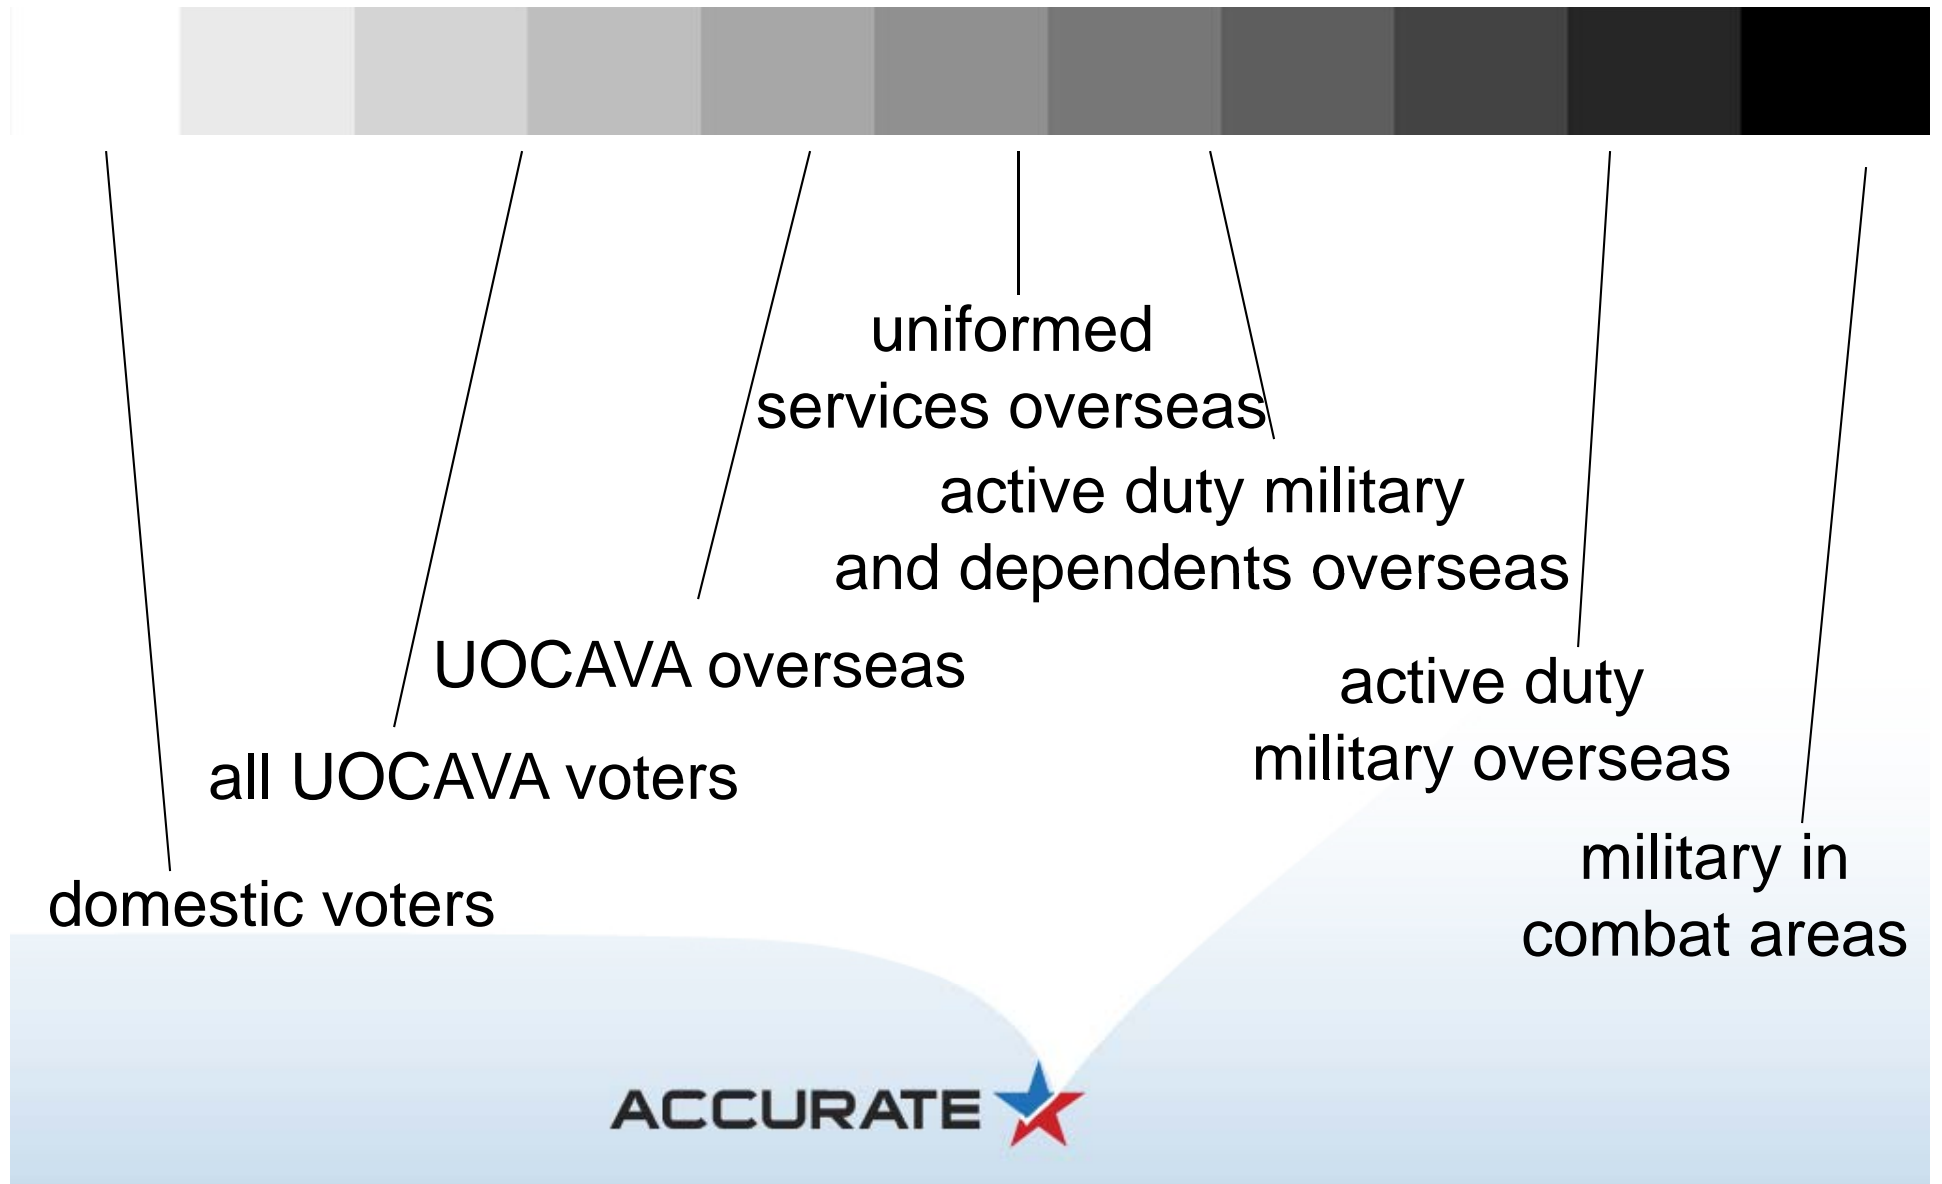 uniformed
services overseas
active duty military
and dependents overseas
UOCAVA overseas
active duty
military overseas
all UOCAVA voters
military in
combat areas
domestic voters
ACCURATE